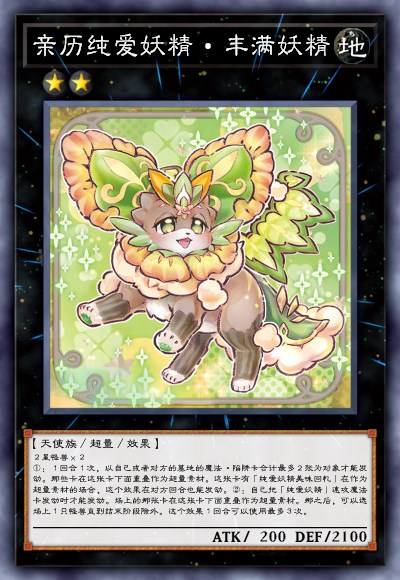 亲历纯爱妖精·丰满妖精
地
【天使族/超量/效果】
2星怪兽×2
①:1回合1次,以自己或者对方的墓地的魔法·陷阱卡合计最多2张为对象才能发
动。那些卡在这张卡下面重叠作为超量素材。这张卡有「纯爱妖精美味回礼」在作为
超量素材的场合,这个效果在对方回合也能发动。②:自己把「纯爱妖精」速攻魔法
卡发动时才能发动。场上的那张卡在这张卡下面重叠作为超量素材。那之后,可以选
场上1只怪兽直到结束阶段除外。这个效果1回合可以使用最多3次。
ATK/ 200 DEF/2100